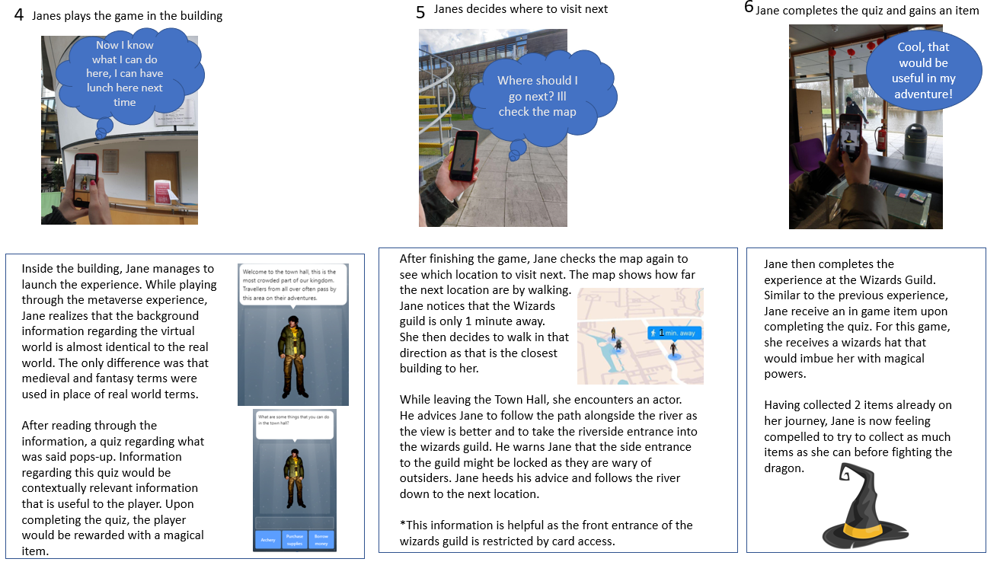 4 Janes plays the game in the building
Now I know
what I can do
here, I can have
lunch here next
time
Inside the building, Jane manages to
launch the experience. While playing
through the metaverse experience,
Jane realizes that the background
information regarding the virtual
world is almost identical to the real
world. The only difference was that
medieval and fantasy terms were
used in place of real world terms.
After reading through the
information, a quiz regarding what
was said pops-up. Information
regarding this quiz would be
contextually relevant information
that is useful to the player. Upon
completing the quiz, the player
would be rewarded with a magical
item.
Welcome to the town hall, this is the
most crowded part of our kingdom.
Travellers from all over often pass by
this area on their adventures.
What are some things that you can do
in the town hall?
Archery
Purchase
supplies
Borrow
money
5 Janes decides where to visit next
Where should I
go next? Ill
check the map
After finishing the game, Jane checks the map again to
see which location to visit next. The map shows how far
the next location are by walking.
Jane notices that the Wizards
guild is only 1 minute away.
She then decides to walk in that
direction as that is the closest
building to her.
1 min. away
While leaving the Town Hall, she encounters an actor.
He advices Jane to follow the path alongside the river as
the view is better and to take the riverside entrance into
the wizards guild. He warns Jane that the side entrance
to the guild might be locked as they are wary of
outsiders. Jane heeds his advice and follows the river
down to the next location.
*This information is helpful as the front entrance of the
wizards guild is restricted by card access.
6 Jane completes the quiz and gains an item
Cool, that
would be
useful in my
adventure!
Jane then completes the
experience at the Wizards Guild.
Similar to the previous experience,
Jane receive an in game item upon
completing the quiz. For this game,
she receives a wizards hat that
would imbue her with magical
powers.
Having collected 2 items already on
her journey, Jane is now feeling
compelled to try to collect as much
items as she can before fighting the
dragon.